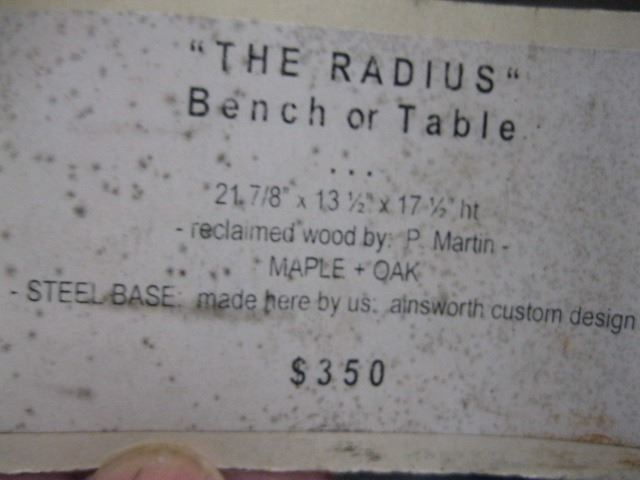 "THE RADIUS"
Bench or Table
...
21 7/8" x 13 ½" x 17 ½" ht
- reclaimed wood by: P. Martin -
MAPLE + OAK
- STEEL BASE: made here by us: ainsworth custom design
$350